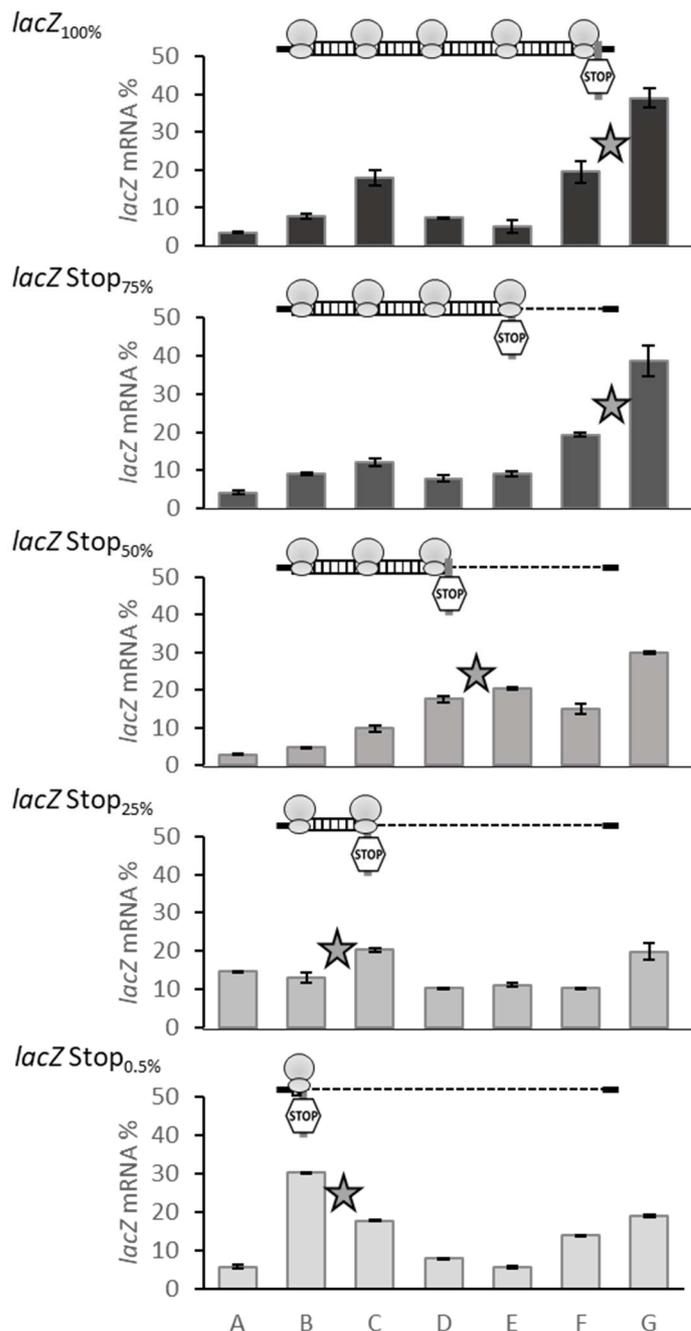 lacZ100%
50
40
30
20
10
0
lacZ mRNA %
STOP
lacZ Stop75%
50
40
30
20
10
0
lacZ mRNA %
STOP
lacZ Stop50%
50
40
30
20
10
0
lacZ mRNA %
STOP
lacZ Stop25%
50
40
30
20
10
0
lacZ mRNA %
STOP
lacZ Stop0.5%
50
40
30
20
10
0
lacZ mRNA %
STOP
A B C D E F G